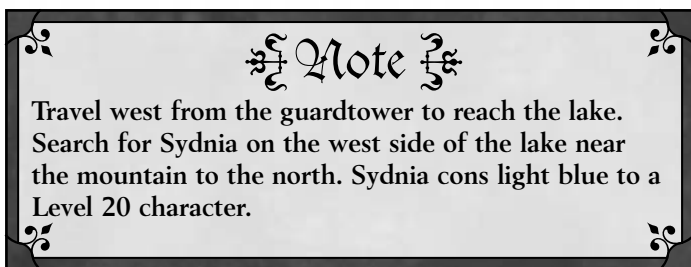 Note
Travel west from the guardtower to reach the lake.
Search for Sydnia on the west side of the lake near
the mountain to the north. Sydnia cons light blue to a
Level 20 character.